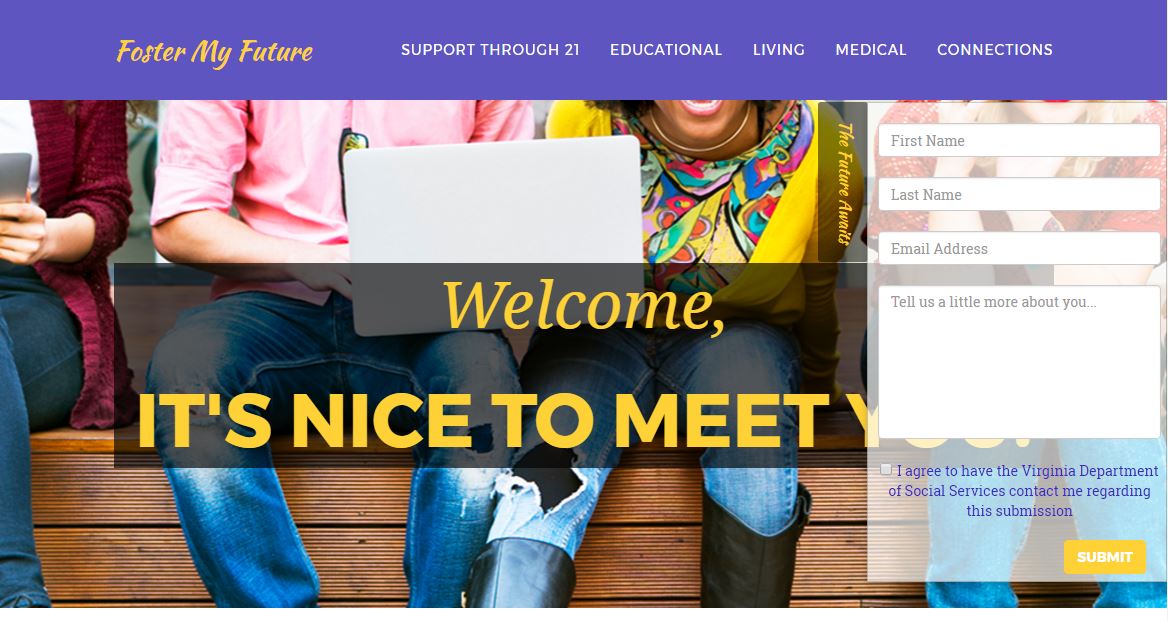 Foster My Future
SUPPORT THROUGH 21
EDUCATIONAL
LIVING
MEDICAL
CONNECTIONS
The Future Awaits
First Name
Last Name
Email Address
Tell us a little more about you...
Welcome,
IT'S NICE TO MEET YOU!
I agree to have the Virginia Department
of Social Services contact me regarding
this submission
SUBMIT